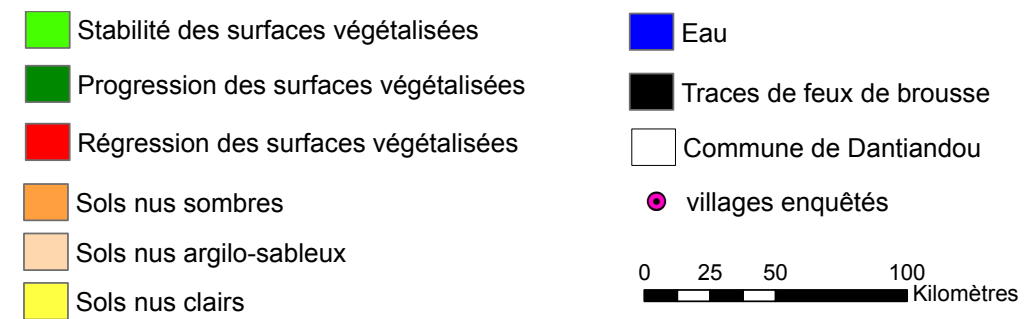 Stabilité des surfaces végétalisées
Progression des surfaces végétalisées
Régression des surfaces végétalisées
Sols nus sombres
Sols nus argilo-sableux
Sols nus clairs
Eau
Traces de feux de brousse
Commune de Dantiandou
villages enquêtés
0 25 50 100
Kilomètres